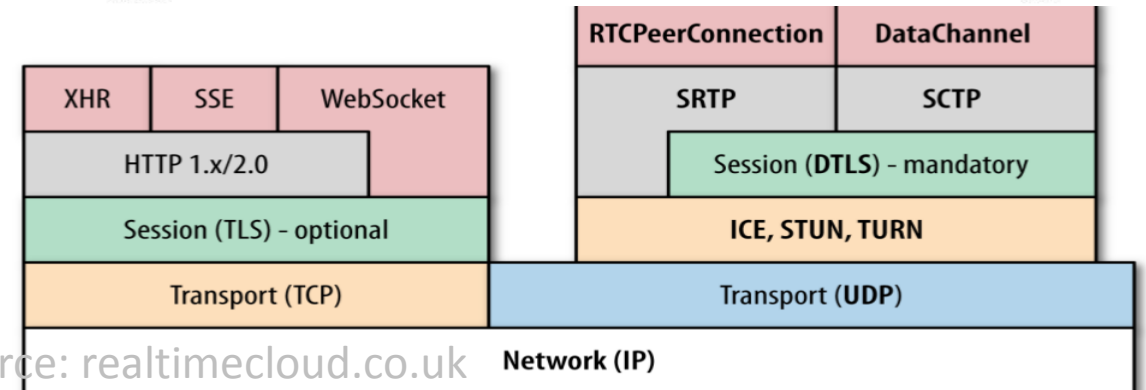 RTCPeerConnection DataChannel
XHR SSE WebSocket SRTP SCTP
HTTP 1.x/2.0 Session (DTLS) - mandatory
Session (TLS) - optional ICE, STUN, TURN
Transport (TCP) Transport (UDP)
rce: realtimecloud.co.uk Network (IP)